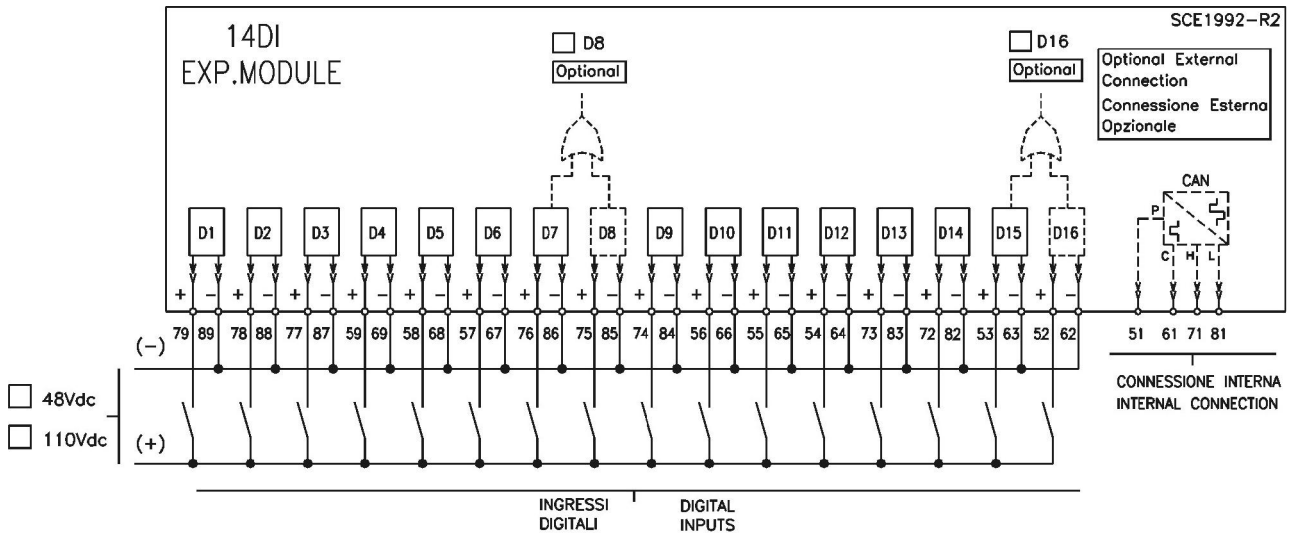 SCE1992-R2
14DI
EXP.MODULE
D8
Optional
D16
Optional
Optional External
Connection
Connessione Esterna
Opzionale
CAN
P
C H L
D1 D2 D3 D4 D5 D6 D7 D8 D9 D10 D11 D12 D13 D14 D15 D16
+ − + − + − + − + − + − + − + − + − + − + − + − + − + − + − + −
79 89 78 88 77 87 59 69 58 68 57 67 76 86 75 85 74 84 56 66 55 65 54 64 73 83 72 82 53 63 52 62 51 61 71 81
(-)
CONNESSIONE INTERNA
INTERNAL CONNECTION
48Vdc
110Vdc
(+)
INGRESSI
DIGITALI
DIGITAL
INPUTS